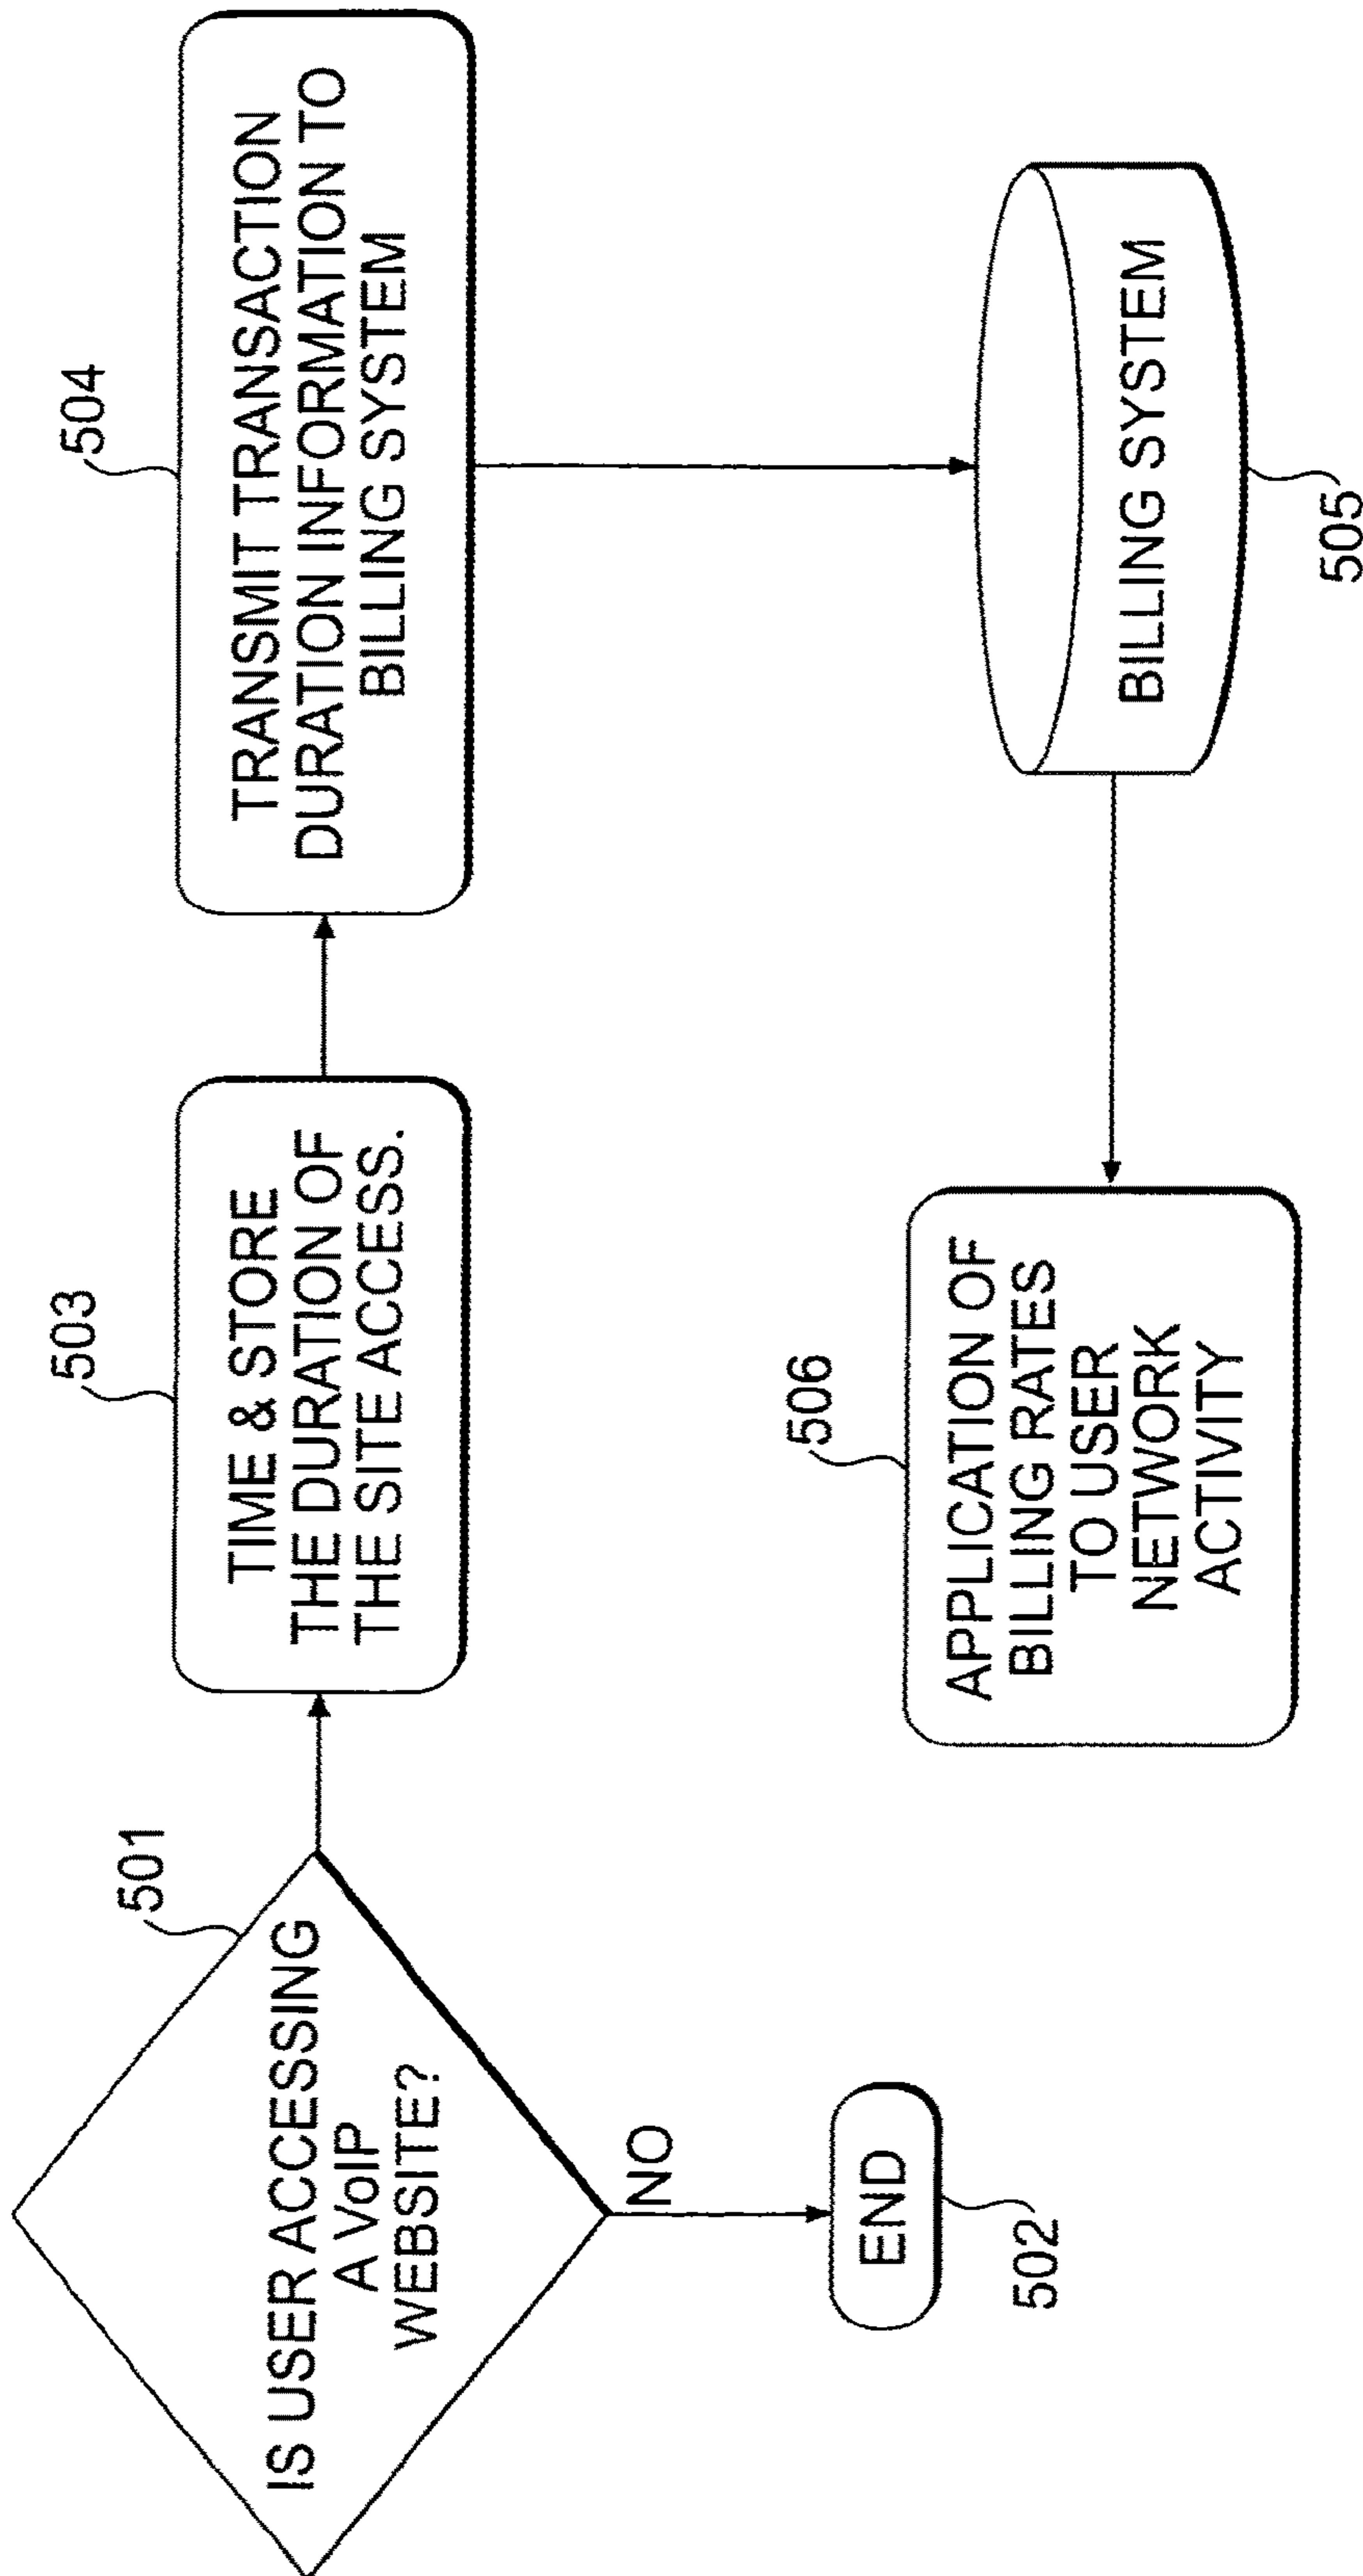 501
IS USER ACCESSING
A VoIP
WEBSITE?
NO
END
502
503
TIME & STORE
THE DURATION OF
THE SITE ACCESS.
504
TRANSMIT TRANSACTION
DURATION INFORMATION TO
BILLING SYSTEM
BILLING SYSTEM
505
506
APPLICATION OF
BILLING RATES
TO USER
NETWORK
ACTIVITY